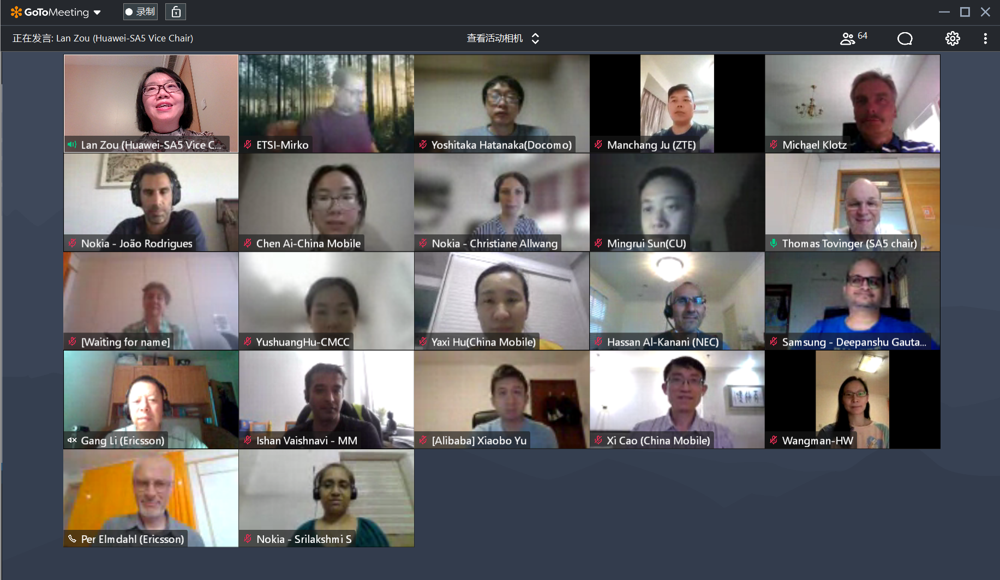 GoToMeeting
录制
正在发言: Lan Zou (Huawei-SA5 Vice Chair)
查看活动相机
64
Lan Zou (Huawei-SA5 Vice C...
ETSI-Mirko
Yoshitaka Hatanaka(Docomo)
Manchang Ju (ZTE)
Michael Klotz
Nokia - João Rodrigues
Chen Ai-China Mobile
Nokia - Christiane Allwang
Mingrui Sun(CU)
Thomas Tovinger (SA5 chair)
[Waiting for name]
YushuangHu-CMCC
Yaxi Hu(China Mobile)
Hassan Al-Kanani (NEC)
Samsung - Deepanshu Gauta...
Gang Li (Ericsson)
Ishan Vaishnavi - MM
[Alibaba] Xiaobo Yu
Xi Cao (China Mobile)
Wangman-HW
Per Elmdahl (Ericsson)
Nokia - Srilakshmi S